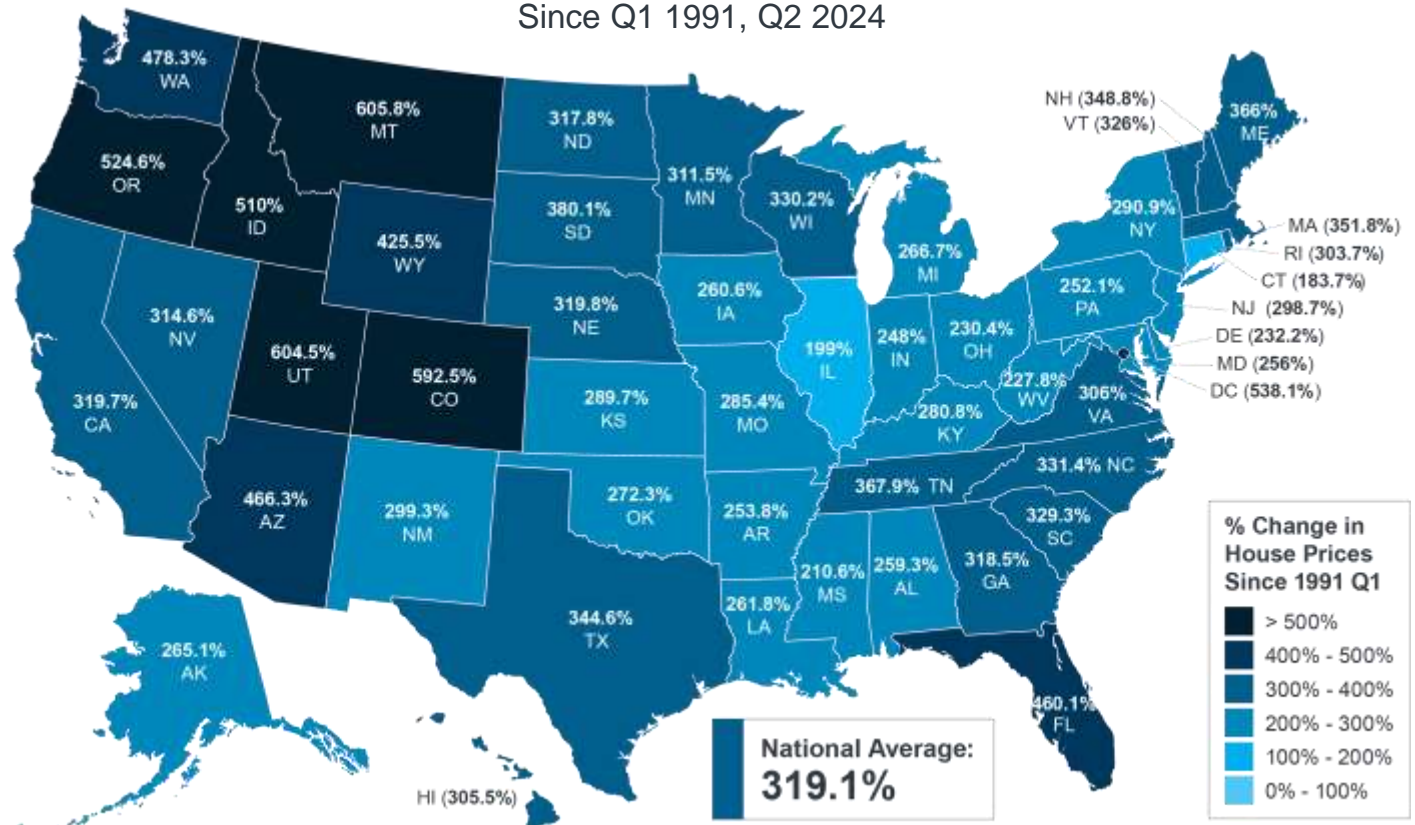 Since Q1 1991, Q2 2024
478.3%
WA
605.8%
MT
317.8%
ND
NH (348.8%)
VT (326%)
366%
ME
524.6%
OR
510%
ID
311.5%
MN
330.2%
WI
380.1%
SD
425.5%
WY
266.7%
MI
290.9%
NY
MA (351.8%)
RI (303.7%)
CT (183.7%)
NJ (298.7%)
DE (232.2%)
MD (256%)
DC (538.1%)
314.6%
NV
604.5%
UT
592.5%
CO
319.8%
NE
260.6%
IA
199%
IL
248%
IN
230.4%
OH
252.1%
PA
227.8%
WV
306%
VA
319.7%
CA
289.7%
KS
285.4%
MO
280.8%
KY
331.4% NC
367.9% TN
466.3%
AZ
299.3%
NM
272.3%
OK
253.8%
AR
329.3%
SC
210.6%
MS
259.3%
AL
318.5%
GA
344.6%
TX
261.8%
LA
460.1%
FL
265.1%
AK
HI (305.5%)
National Average:
319.1%
% Change in
House Prices
Since 1991 Q1
> 500%
400% - 500%
300% - 400%
200% - 300%
100% - 200%
0% - 100%